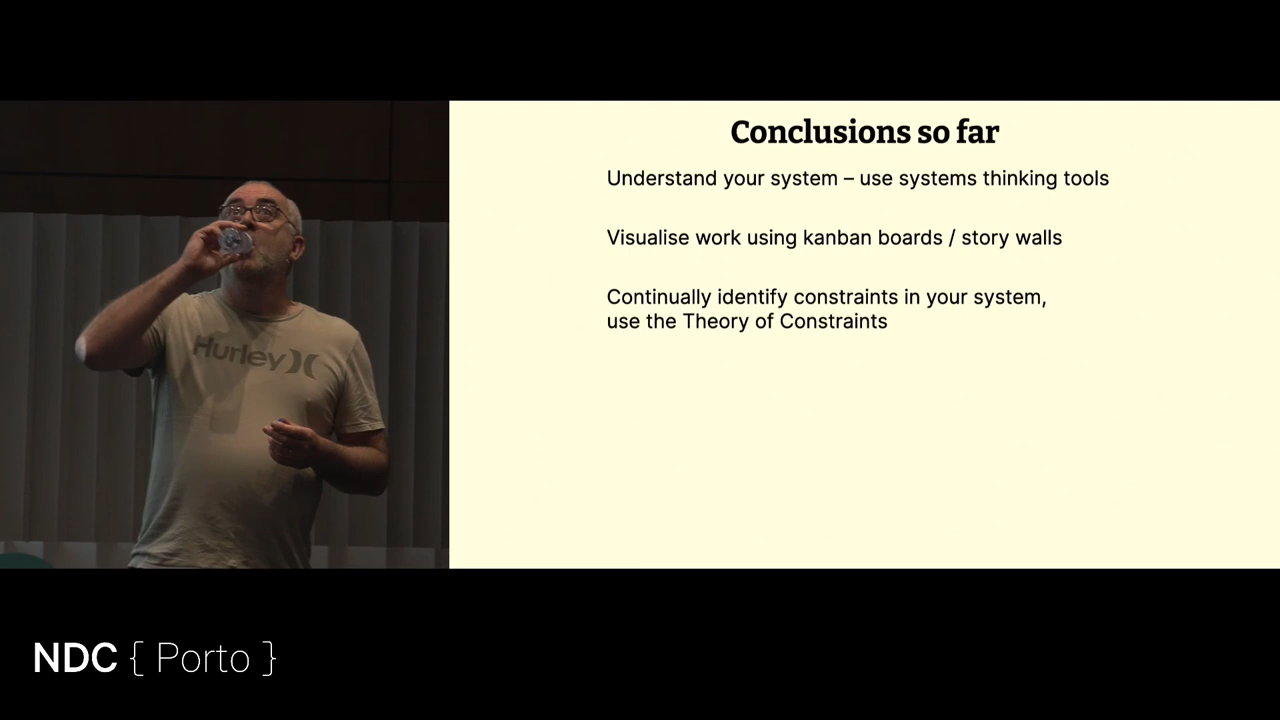 Conclusions so far
Understand your system – use systems thinking tools
Visualise work using kanban boards / story walls
Continually identify constraints in your system,
use the Theory of Constraints
Hurley
NDC { Porto }